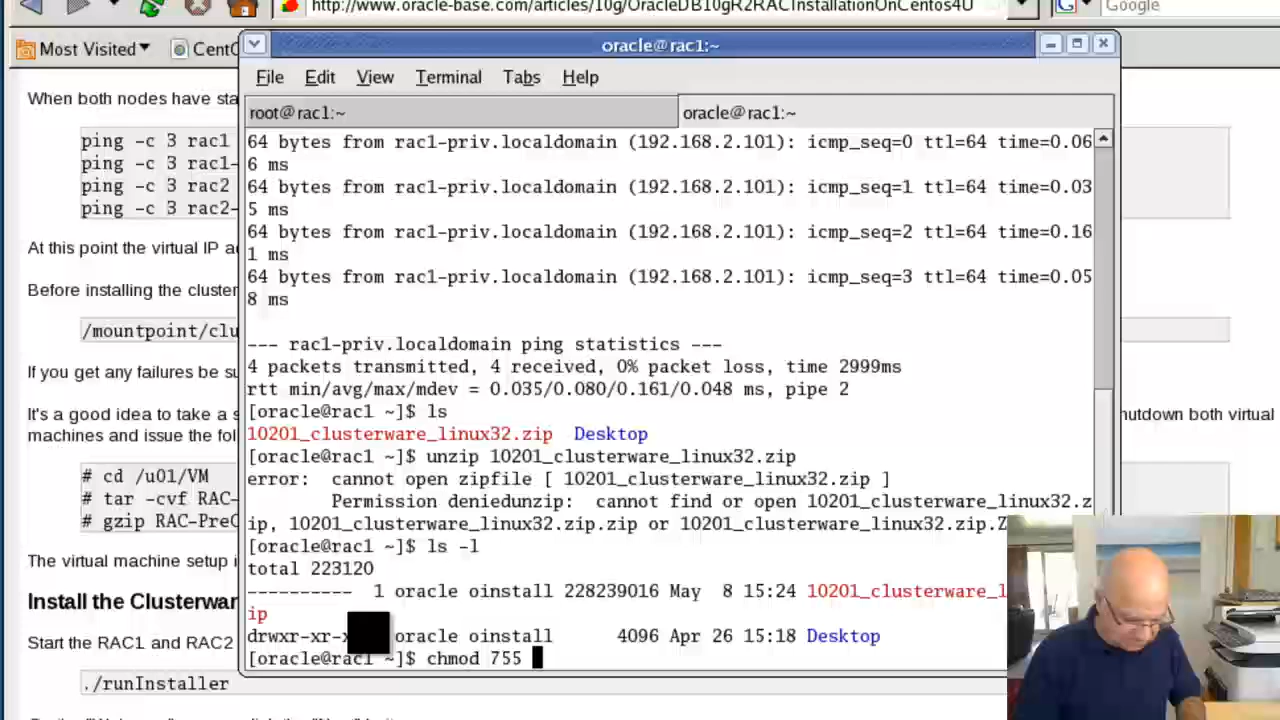 http://www.oracle-base.com/articles/10g/OracleDB10gR2RACInstallationOnCentos4U
Google
Most Visited
CentO
oracle@rac1:~
File Edit View Terminal Tabs Help
root@rac1:~
oracle@rac1:~
When both nodes have sta
ping -c 3 rac1
ping -c 3 rac1-
ping -c 3 rac2
ping -c 3 rac2-
At this point the virtual IP ad
Before installing the cluster
/mountpoint/clu
If you get any failures be su
It's a good idea to take a s
hutdown both virtual
machines and issue the fol
# cd /u01/VM
# tar -cvf RAC-
# gzip RAC-PreC
The virtual machine setup i
Install the Clusterwar
Start the RAC1 and RAC2
./runInstaller
64 bytes from rac1-priv.localdomain (192.168.2.101): icmp_seq=0 ttl=64 time=0.06
6 ms
64 bytes from rac1-priv.localdomain (192.168.2.101): icmp_seq=1 ttl=64 time=0.03
5 ms
64 bytes from rac1-priv.localdomain (192.168.2.101): icmp_seq=2 ttl=64 time=0.16
1 ms
64 bytes from rac1-priv.localdomain (192.168.2.101): icmp_seq=3 ttl=64 time=0.05
8 ms
--- rac1-priv.localdomain ping statistics ---
4 packets transmitted, 4 received, 0% packet loss, time 2999ms
rtt min/avg/max/mdev = 0.035/0.080/0.161/0.048 ms, pipe 2
[oracle@rac1 ~]$ ls
10201_clusterware_linux32.zip Desktop
[oracle@rac1 ~]$ unzip 10201_clusterware_linux32.zip
error: cannot open zipfile [ 10201_clusterware_linux32.zip ]
Permission deniedunzip: cannot find or open 10201_clusterware_linux32.z
ip, 10201_clusterware_linux32.zip.zip or 10201_clusterware_linux32.zip.Z
[oracle@rac1 ~]$ ls -l
total 223120
---------- 1 oracle oinstall 228239016 May 8 15:24 10201_clusterware_l
ip
drwxr-xr-x oracle oinstall 4096 Apr 26 15:18 Desktop
[oracle@rac1 ~]$ chmod 755